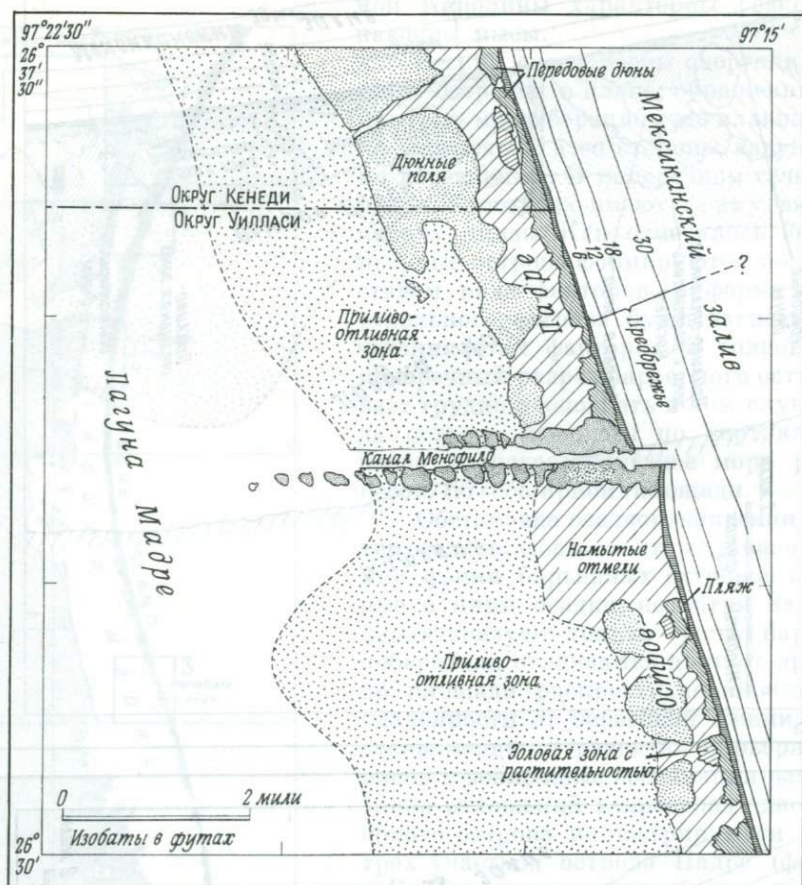 97° 22'30"
97° 15'
26°
37'
30"
Передовые дюны
Мексиканский
залив
Дюнные
поля
ОКРУГ КЕНЕДИ
ОКРУГ УИЛЛАСИ
6
12
18
30
?
Падре
Предбрежье
Приливо-
отливная зона
Лагуна Мадре
Канал Менсфилд
Намытые
отмели
Пляж
Остров
Приливо-
отливная зона
Эоловая зона с
растительностью
0 2 мили
Изобаты в футах
26°
30'